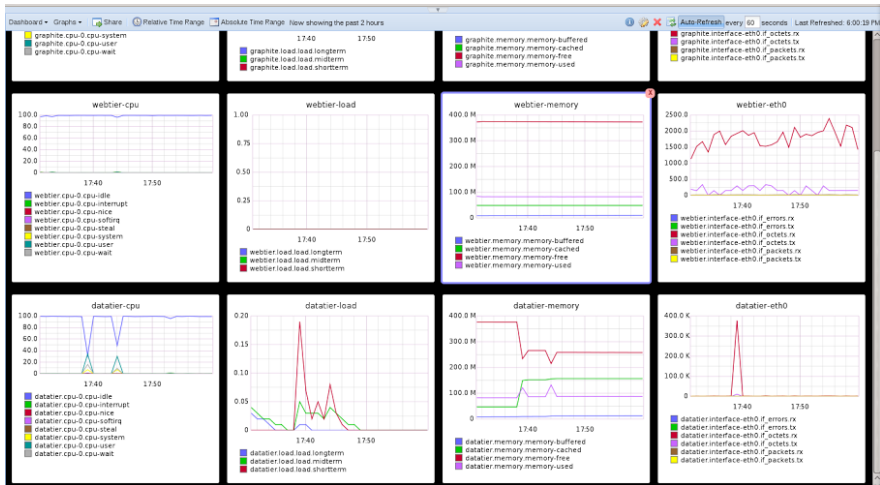 Dashboard Graphs Share Relative Time Range Absolute Time Range Now showing the past 2 hours Auto-Refresh every 60 seconds Last Refreshed: 6:00:19 PM
graphite.cpu-0.cpu-system
graphite.cpu-0.cpu-user
graphite.cpu-0.cpu-wait
17:40 17:50
graphite.load.load.longterm
graphite.load.load.midterm
graphite.load.load.shortterm
graphite.memory.memory-buffered
graphite.memory.memory-cached
graphite.memory.memory-free
graphite.memory.memory-used
graphite.interface-eth0.if_octets.rx
graphite.interface-eth0.if_octets.tx
graphite.interface-eth0.if_packets.rx
graphite.interface-eth0.if_packets.tx
webtier-cpu
100.0
80.0
60.0
40.0
20.0
0
17:40 17:50
webtier.cpu-0.cpu-idle
webtier.cpu-0.cpu-interrupt
webtier.cpu-0.cpu-nice
webtier.cpu-0.cpu-softirq
webtier.cpu-0.cpu-steal
webtier.cpu-0.cpu-system
webtier.cpu-0.cpu-user
webtier.cpu-0.cpu-wait
webtier-load
1.00
0.75
0.50
0.25
0
17:40 17:50
webtier.load.load.longterm
webtier.load.load.midterm
webtier.load.load.shortterm
webtier-memory
X
400.0 M
300.0 M
200.0 M
100.0 M
0
17:40 17:50
webtier.memory.memory-buffered
webtier.memory.memory-cached
webtier.memory.memory-free
webtier.memory.memory-used
webtier-eth0
2500.0
2000.0
1500.0
1000.0
500.0
0
17:40 17:50
webtier.interface-eth0.if_errors.rx
webtier.interface-eth0.if_errors.tx
webtier.interface-eth0.if_octets.rx
webtier.interface-eth0.if_octets.tx
webtier.interface-eth0.if_packets.rx
webtier.interface-eth0.if_packets.tx
datatier-cpu
100.0
80.0
60.0
40.0
20.0
0
17:40 17:50
datatier.cpu-0.cpu-idle
datatier.cpu-0.cpu-interrupt
datatier.cpu-0.cpu-nice
datatier.cpu-0.cpu-softirq
datatier.cpu-0.cpu-steal
datatier.cpu-0.cpu-system
datatier.cpu-0.cpu-user
datatier.cpu-0.cpu-wait
datatier-load
0.20
0.15
0.10
0.05
0
17:40 17:50
datatier.load.load.longterm
datatier.load.load.midterm
datatier.load.load.shortterm
datatier-memory
400.0 M
300.0 M
200.0 M
100.0 M
0
17:40 17:50
datatier.memory.memory-buffered
datatier.memory.memory-cached
datatier.memory.memory-free
datatier.memory.memory-used
datatier-eth0
400.0 K
300.0 K
200.0 K
100.0 K
0
17:40 17:50
datatier.interface-eth0.if_errors.rx
datatier.interface-eth0.if_errors.tx
datatier.interface-eth0.if_octets.rx
datatier.interface-eth0.if_octets.tx
datatier.interface-eth0.if_packets.rx
datatier.interface-eth0.if_packets.tx